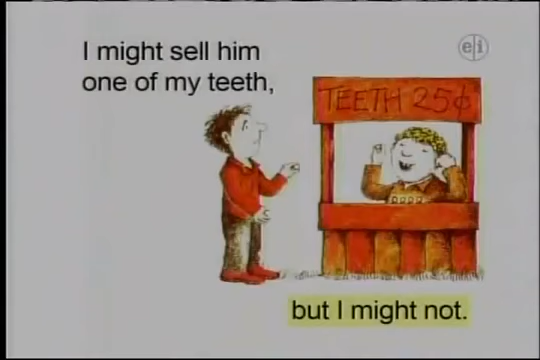 I might sell him
one of my teeth,
e|i
TEETH 25¢
but I might not.